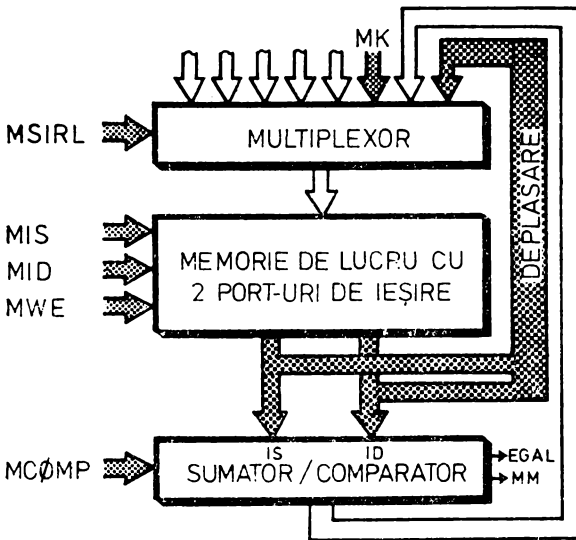 MK
MSIRL
MULTIPLEXOR
DEPLASARE
MIS
MID
MWE
MEMORIE DE LUCRU CU
2 PORT-URI DE IEȘIRE
IS ID
MCØMP
SUMATOR / COMPARATOR
EGAL
MM